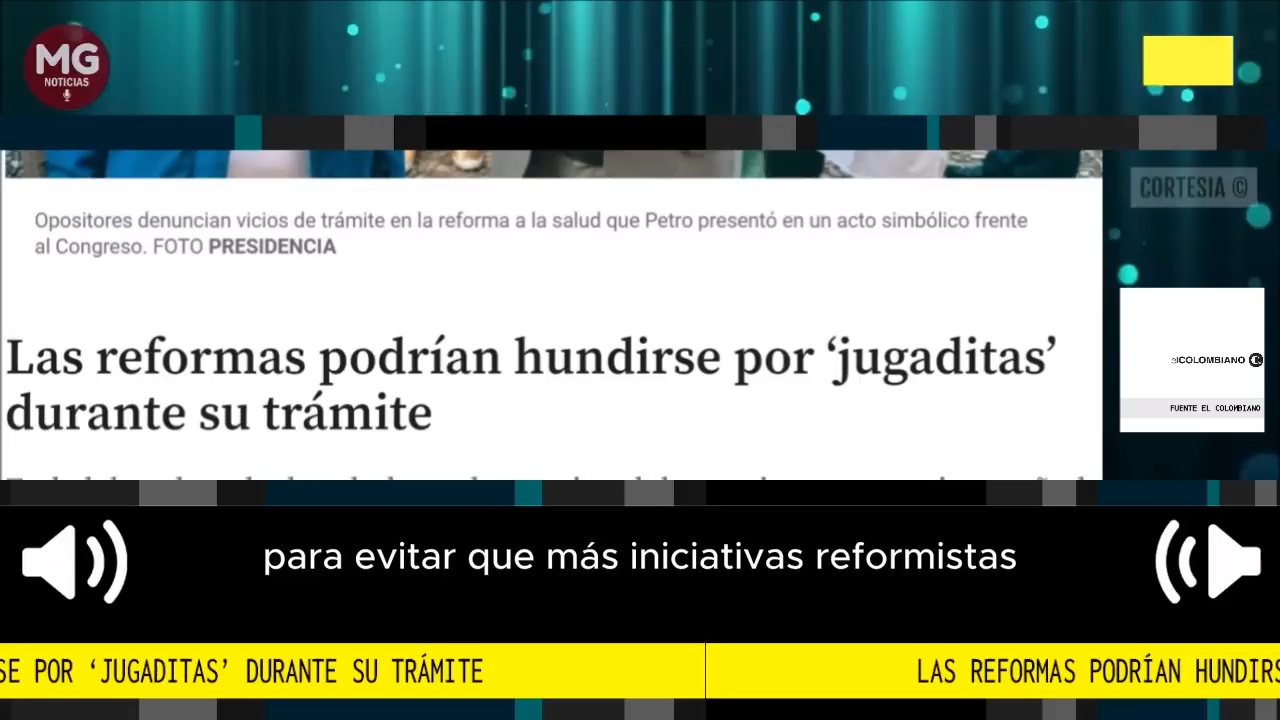 MG
NOTICIAS
CORTESIA ©
Opositores denuncian vicios de trámite en la reforma a la salud que Petro presentó en un acto simbólico frente
al Congreso. FOTO PRESIDENCIA
Las reformas podrían hundirse por ‘jugaditas’
durante su trámite
elCOLOMBIANO
FUENTE EL COLOMBIANO
para evitar que más iniciativas reformistas
SE POR ‘JUGADITAS’ DURANTE SU TRÁMITE
LAS REFORMAS PODRÍAN HUNDIRS